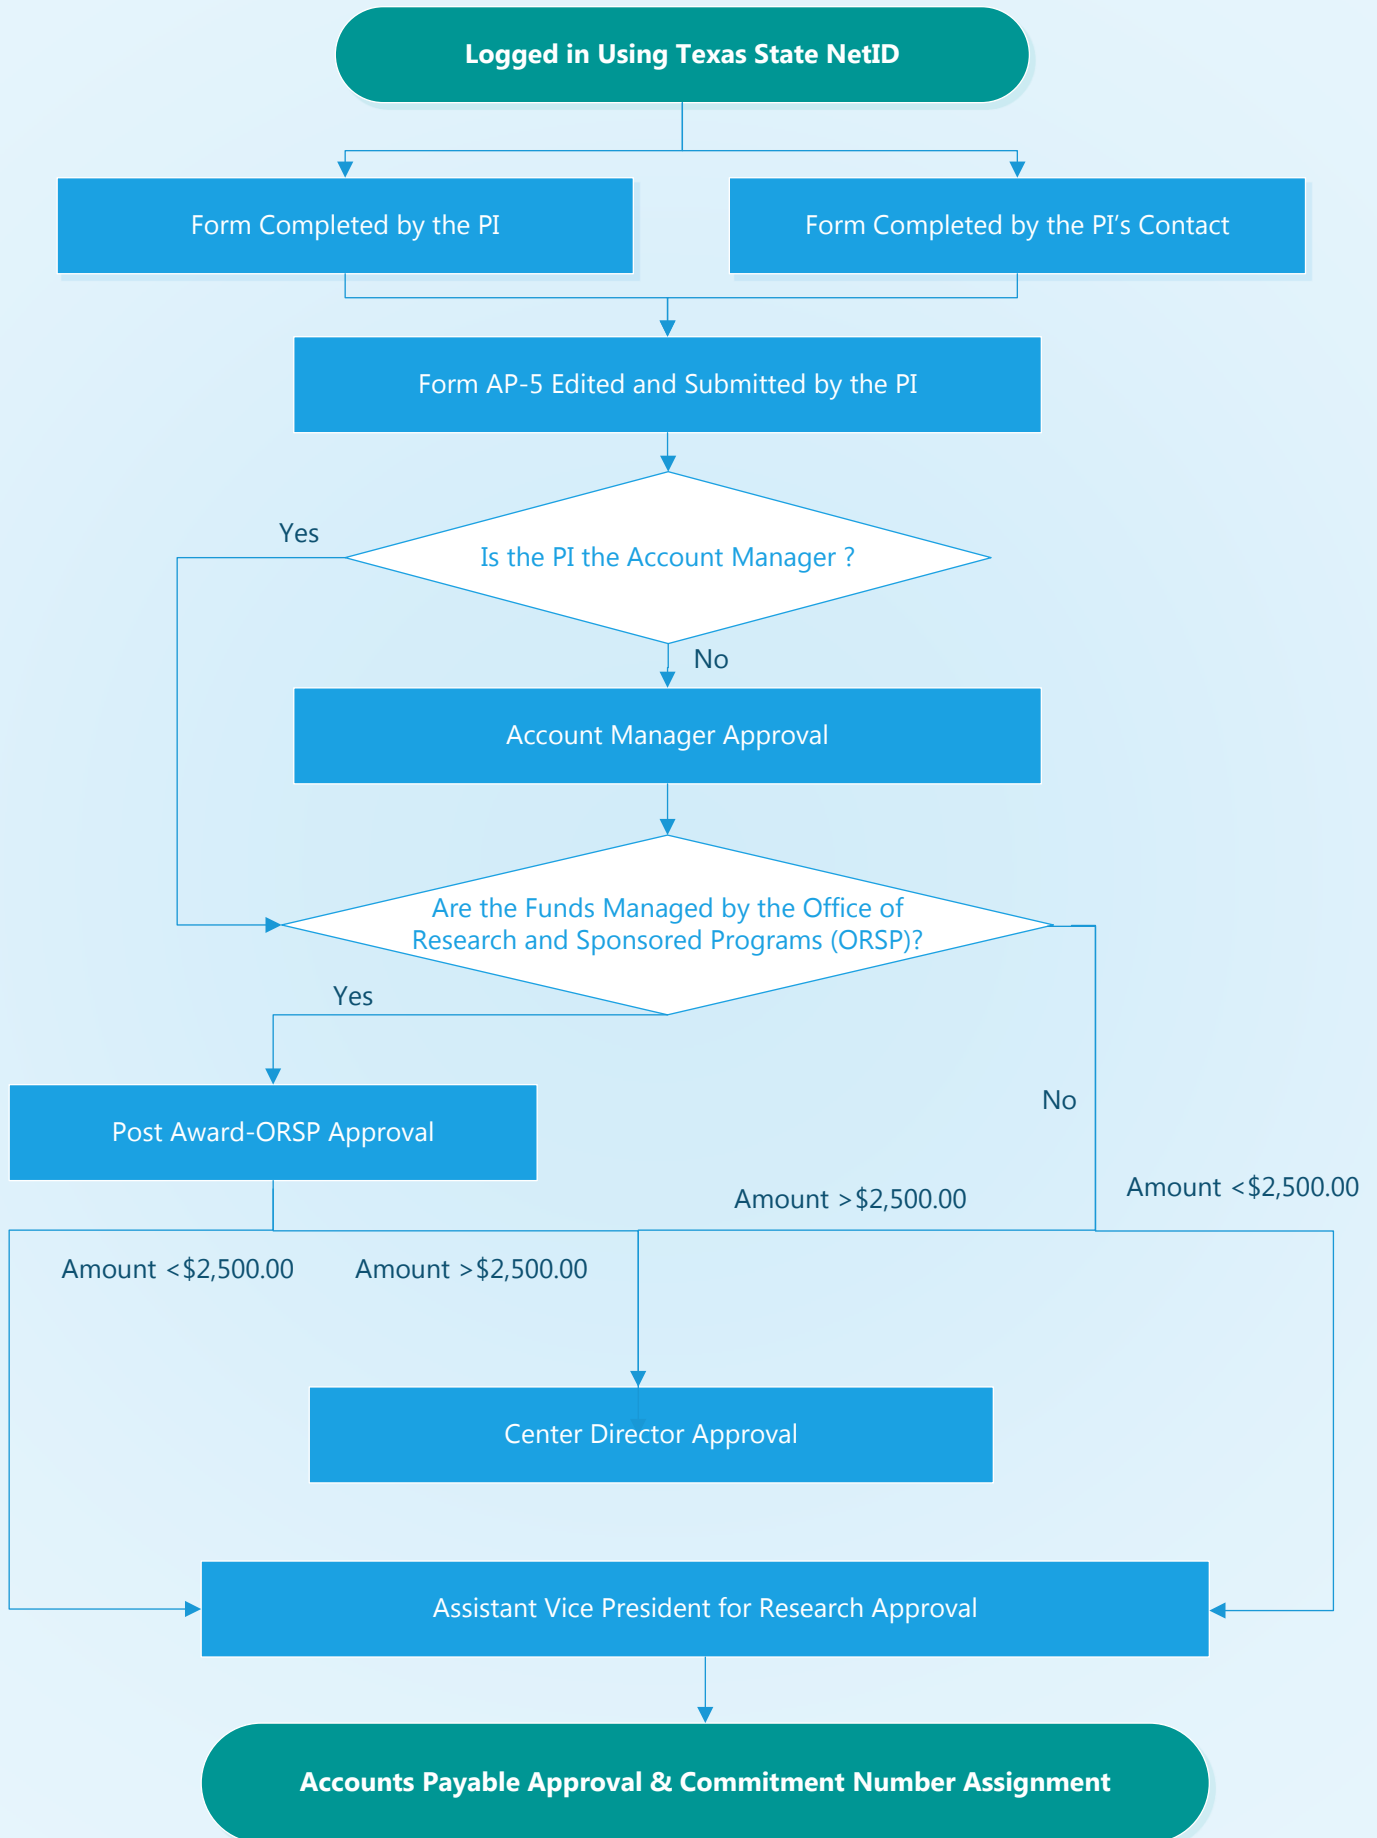 Logged in Using Texas State NetID
Form Completed by the PI
Form Completed by the PI's Contact
Form AP-5 Edited and Submitted by the PI
Yes
Is the PI the Account Manager ?
No
Account Manager Approval
Are the Funds Managed by the Office of
Research and Sponsored Programs (ORSP)?
Yes
Post Award-ORSP Approval
No
Amount >$2,500.00
Amount <$2,500.00
Amount <$2,500.00
Amount >$2,500.00
Center Director Approval
Assistant Vice President for Research Approval
Accounts Payable Approval & Commitment Number Assignment